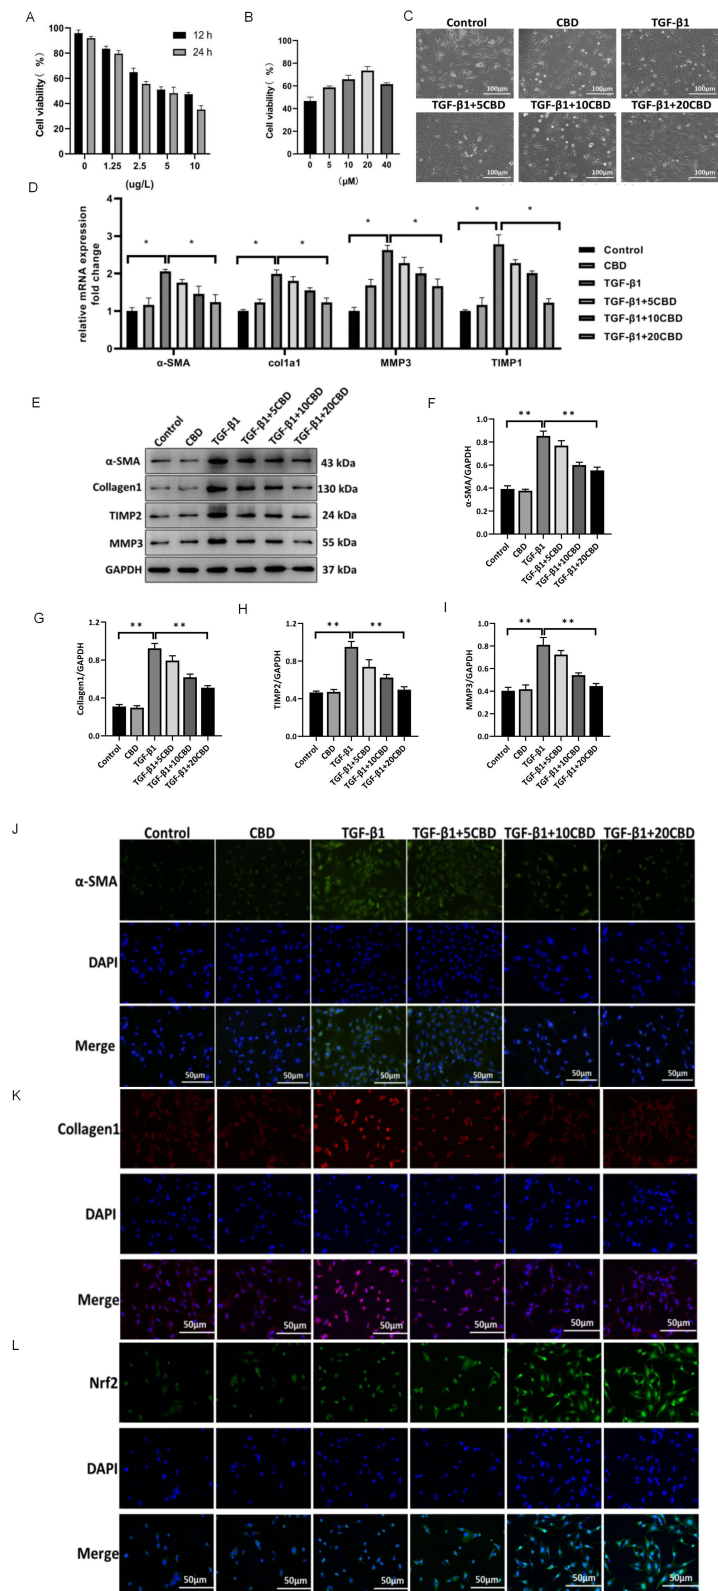 A
Cell viability( %)
100
80
60
40
20
0
12 h
24 h
0 1.25 2.5 5 10
(ug/L)
B
Cell viability( %)
100
80
60
40
20
0
0 5 10 20 40
(μM)
C
Control CBD TGF-β1
100μm 100μm 100μm
TGF-β1+5CBD TGF-β1+10CBD TGF-β1+20CBD
100μm 100μm 100μm
D
relative mRNA expression
fold change
4
3
2
1
0
* * * * * * * *
α-SMA col1a1 MMP3 TIMP1
Control
CBD
TGF-β1
TGF-β1+5CBD
TGF-β1+10CBD
TGF-β1+20CBD
E
Control CBD TGF-β1 TGF-β1+5CBD TGF-β1+10CBD TGF-β1+20CBD
α-SMA 43 kDa
Collagen1 130 kDa
TIMP2 24 kDa
MMP3 55 kDa
GAPDH 37 kDa
F
α-SMA/GAPDH
1.0
0.8
0.6
0.4
0.2
0.0
** **
Control CBD TGF-β1 TGF-β1+5CBD TGF-β1+10CBD TGF-β1+20CBD
G
Collagen1/GAPDH
1.2
0.8
0.4
0.0
** **
Control CBD TGF-β1 TGF-β1+5CBD TGF-β1+10CBD TGF-β1+20CBD
H
TIMP2/GAPDH
1.2
0.8
0.4
0.0
** **
Control CBD TGF-β1 TGF-β1+5CBD TGF-β1+10CBD TGF-β1+20CBD
I
MMP3/GAPDH
1.0
0.8
0.6
0.4
0.2
0.0
** **
Control CBD TGF-β1 TGF-β1+5CBD TGF-β1+10CBD TGF-β1+20CBD
J
Control CBD TGF-β1 TGF-β1+5CBD TGF-β1+10CBD TGF-β1+20CBD
α-SMA
DAPI
Merge
50μm 50μm 50μm 50μm 50μm 50μm
K
Collagen1
DAPI
Merge
50μm 50μm 50μm 50μm 50μm 50μm
L
Nrf2
DAPI
Merge
50μm 50μm 50μm 50μm 50μm 50μm